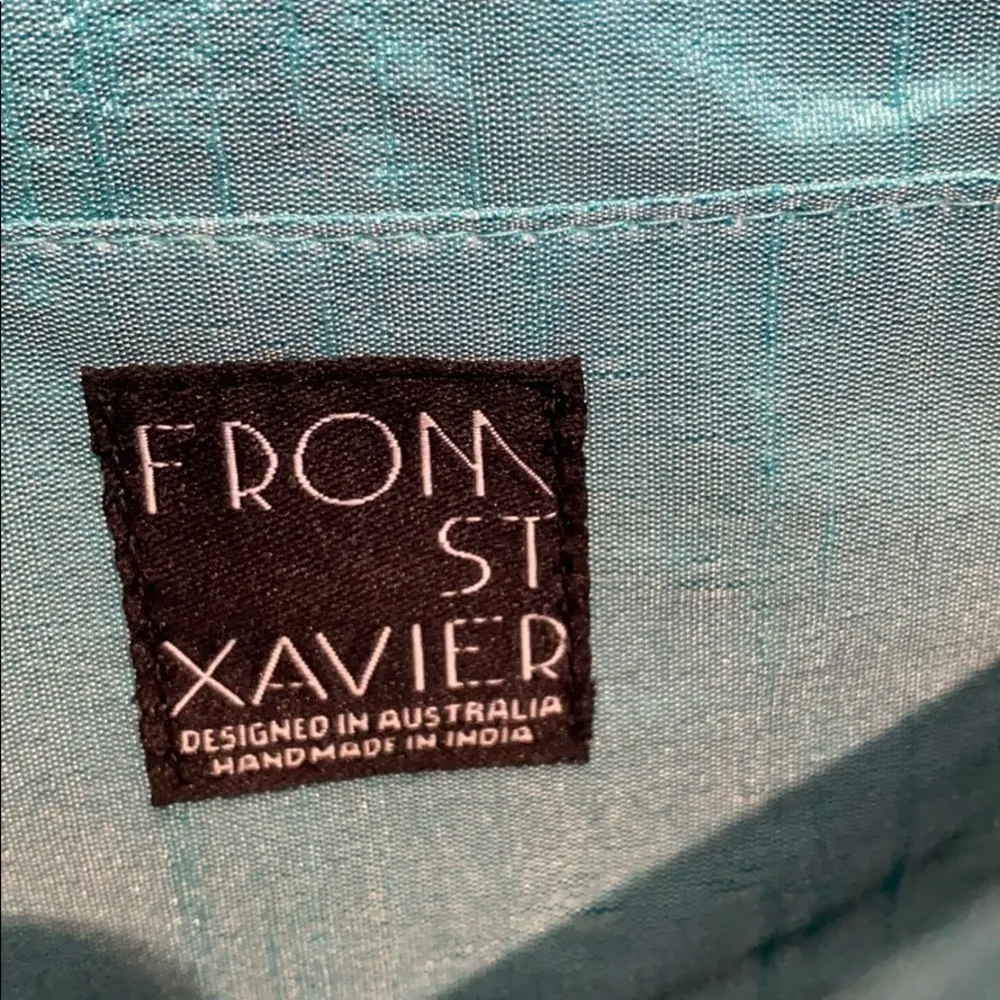 FROM
ST
XAVIER
DESIGNED IN AUSTRALIA
HANDMADE IN INDIA